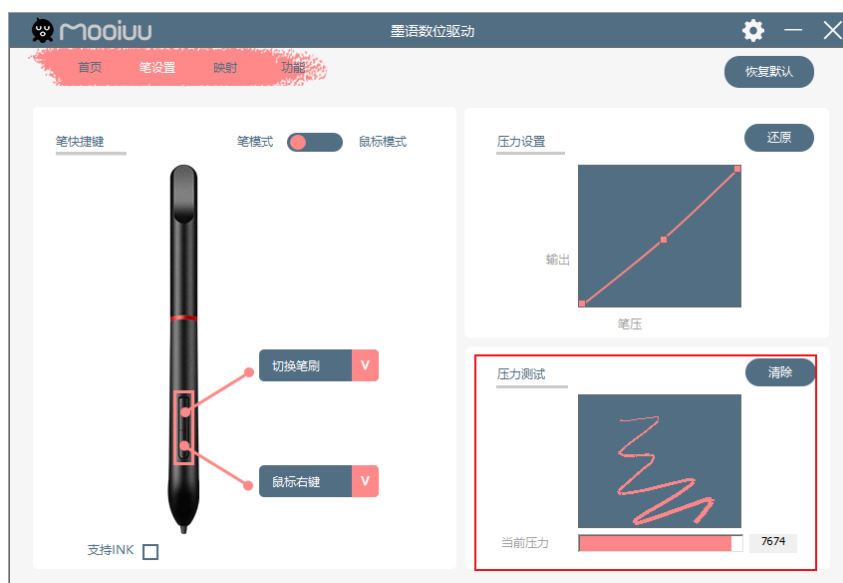 mooiuu
墨语数位驱动
首页 笔设置 映射 功能
恢复默认
笔快捷键
笔模式 鼠标模式
压力设置
还原
输出
笔压
切换笔刷 V
鼠标右键 V
支持INK
压力测试
清除
当前压力 7674